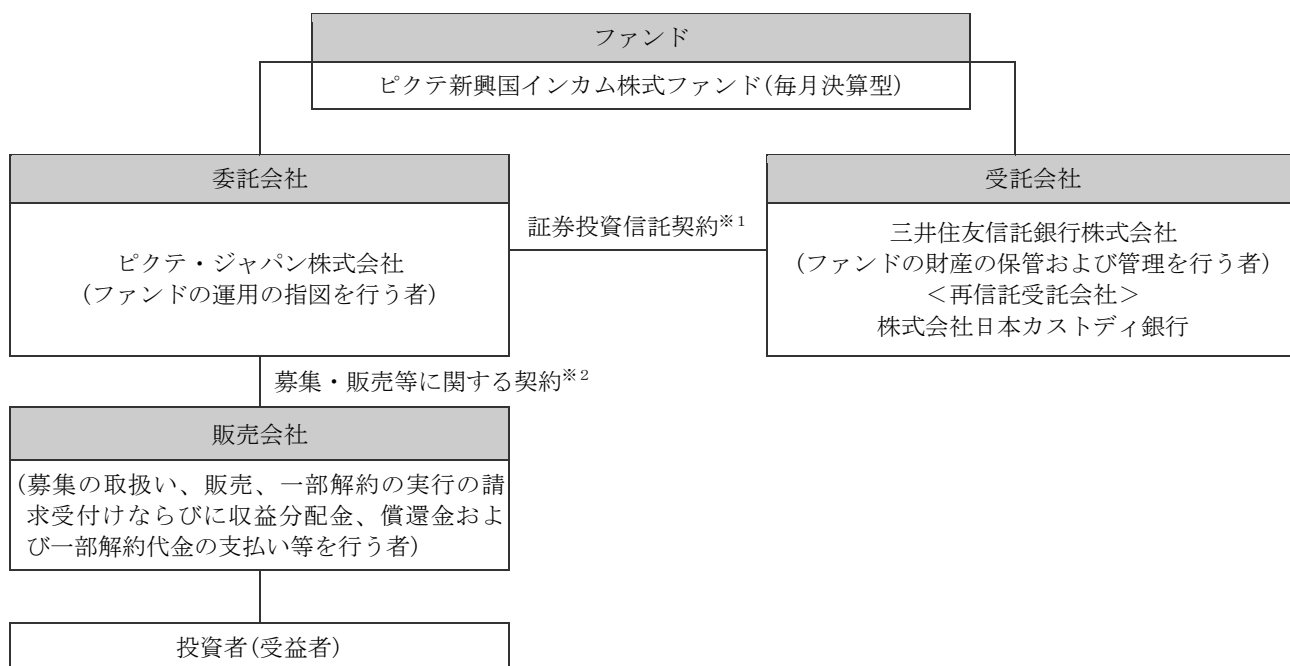 ファンド
ピクテ新興国インカム株式ファンド(毎月決算型)
委託会社
ピクテ・ジャパン株式会社
(ファンドの運用の指図を行う者)
証券投資信託契約※1
受託会社
三井住友信託銀行株式会社
(ファンドの財産の保管および管理を行う者)
＜再信託受託会社＞
株式会社日本カストディ銀行
募集・販売等に関する契約※2
販売会社
(募集の取扱い、販売、一部解約の実行の請
求受付けならびに収益分配金、償還金およ
び一部解約代金の支払い等を行う者)
投資者(受益者)